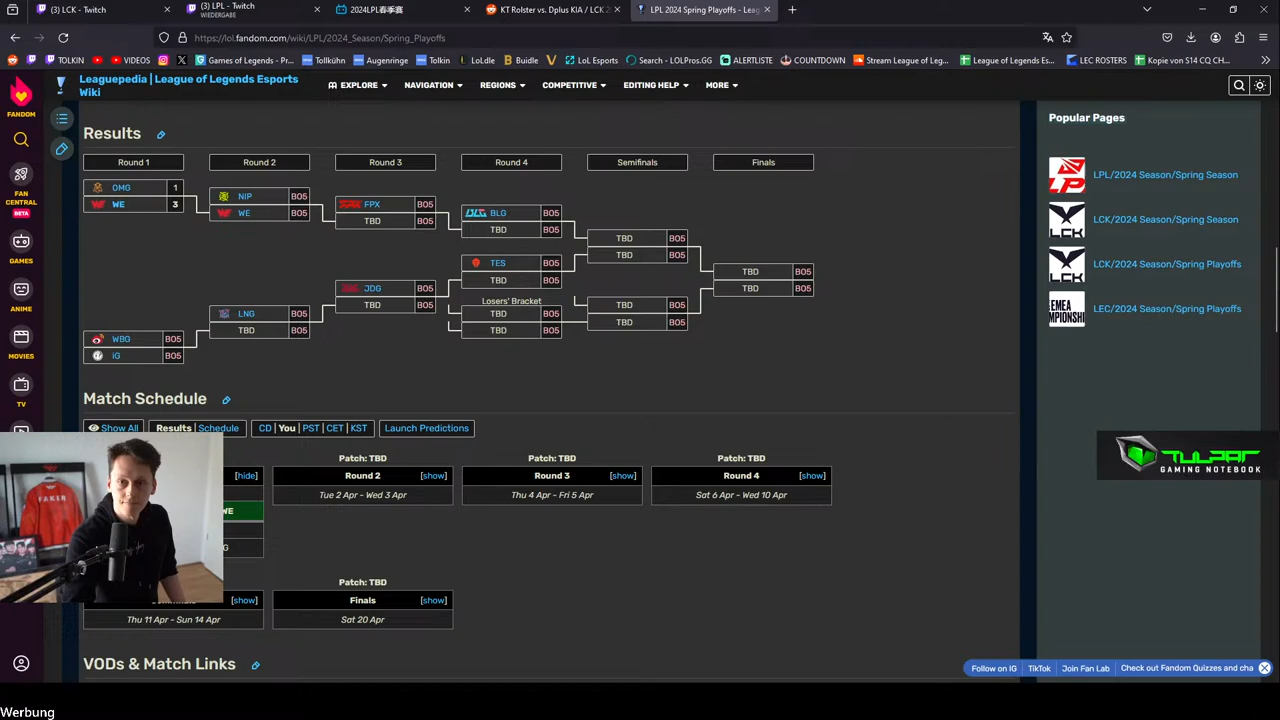 (3) LCK - Twitch
(3) LPL - Twitch
WIEDERGABE
2024LPL春季赛
KT Rolster vs. Dplus KIA / LCK 2
LPL 2024 Spring Playoffs - Leag
https://lol.fandom.com/wiki/LPL/2024_Season/Spring_Playoffs
TOLKIN
YOUTUBE
VIDEOS
Games of Legends - Pr...
Tollkühn
Augenringe
Tolkin
LoLdle
Buidle
LoL Esports
Search - LOLPros.GG
ALERTLISTE
COUNTDOWN
Stream League of Leg...
League of Legends Es...
LEC ROSTERS
Kopie von S14 CQ CH...
Leaguepedia | League of Legends Esports
Wiki
EXPLORE
NAVIGATION
REGIONS
COMPETITIVE
EDITING HELP
MORE
FANDOM
FAN
CENTRAL
BETA
GAMES
ANIME
MOVIES
TV
Results
Round 1
Round 2
Round 3
Round 4
Semifinals
Finals
OMG 1
WE 3
NIP BO5
WE BO5
FPX BO5
TBD BO5
BLG BO5
TBD BO5
TBD BO5
TBD BO5
TES BO5
TBD BO5
TBD BO5
TBD BO5
JDG BO5
TBD BO5
Losers' Bracket
TBD BO5
TBD BO5
TBD BO5
TBD BO5
LNG BO5
TBD BO5
WBG BO5
iG BO5
Match Schedule
Show All
Results | Schedule
CD | You | PST | CET | KST
Launch Predictions
[hide]
WE
G
Patch: TBD
Round 2 [show]
Tue 2 Apr - Wed 3 Apr
Patch: TBD
Round 3 [show]
Thu 4 Apr - Fri 5 Apr
Patch: TBD
Round 4 [show]
Sat 6 Apr - Wed 10 Apr
[show]
Thu 11 Apr - Sun 14 Apr
Patch: TBD
Finals [show]
Sat 20 Apr
VODs & Match Links
Popular Pages
LPL/2024 Season/Spring Season
LCK/2024 Season/Spring Season
LCK/2024 Season/Spring Playoffs
LEC/2024 Season/Spring Playoffs
TULPAR
GAMING NOTEBOOK
FAKER
Follow on IG
TikTok
Join Fan Lab
Check out Fandom Quizzes and cha
Werbung